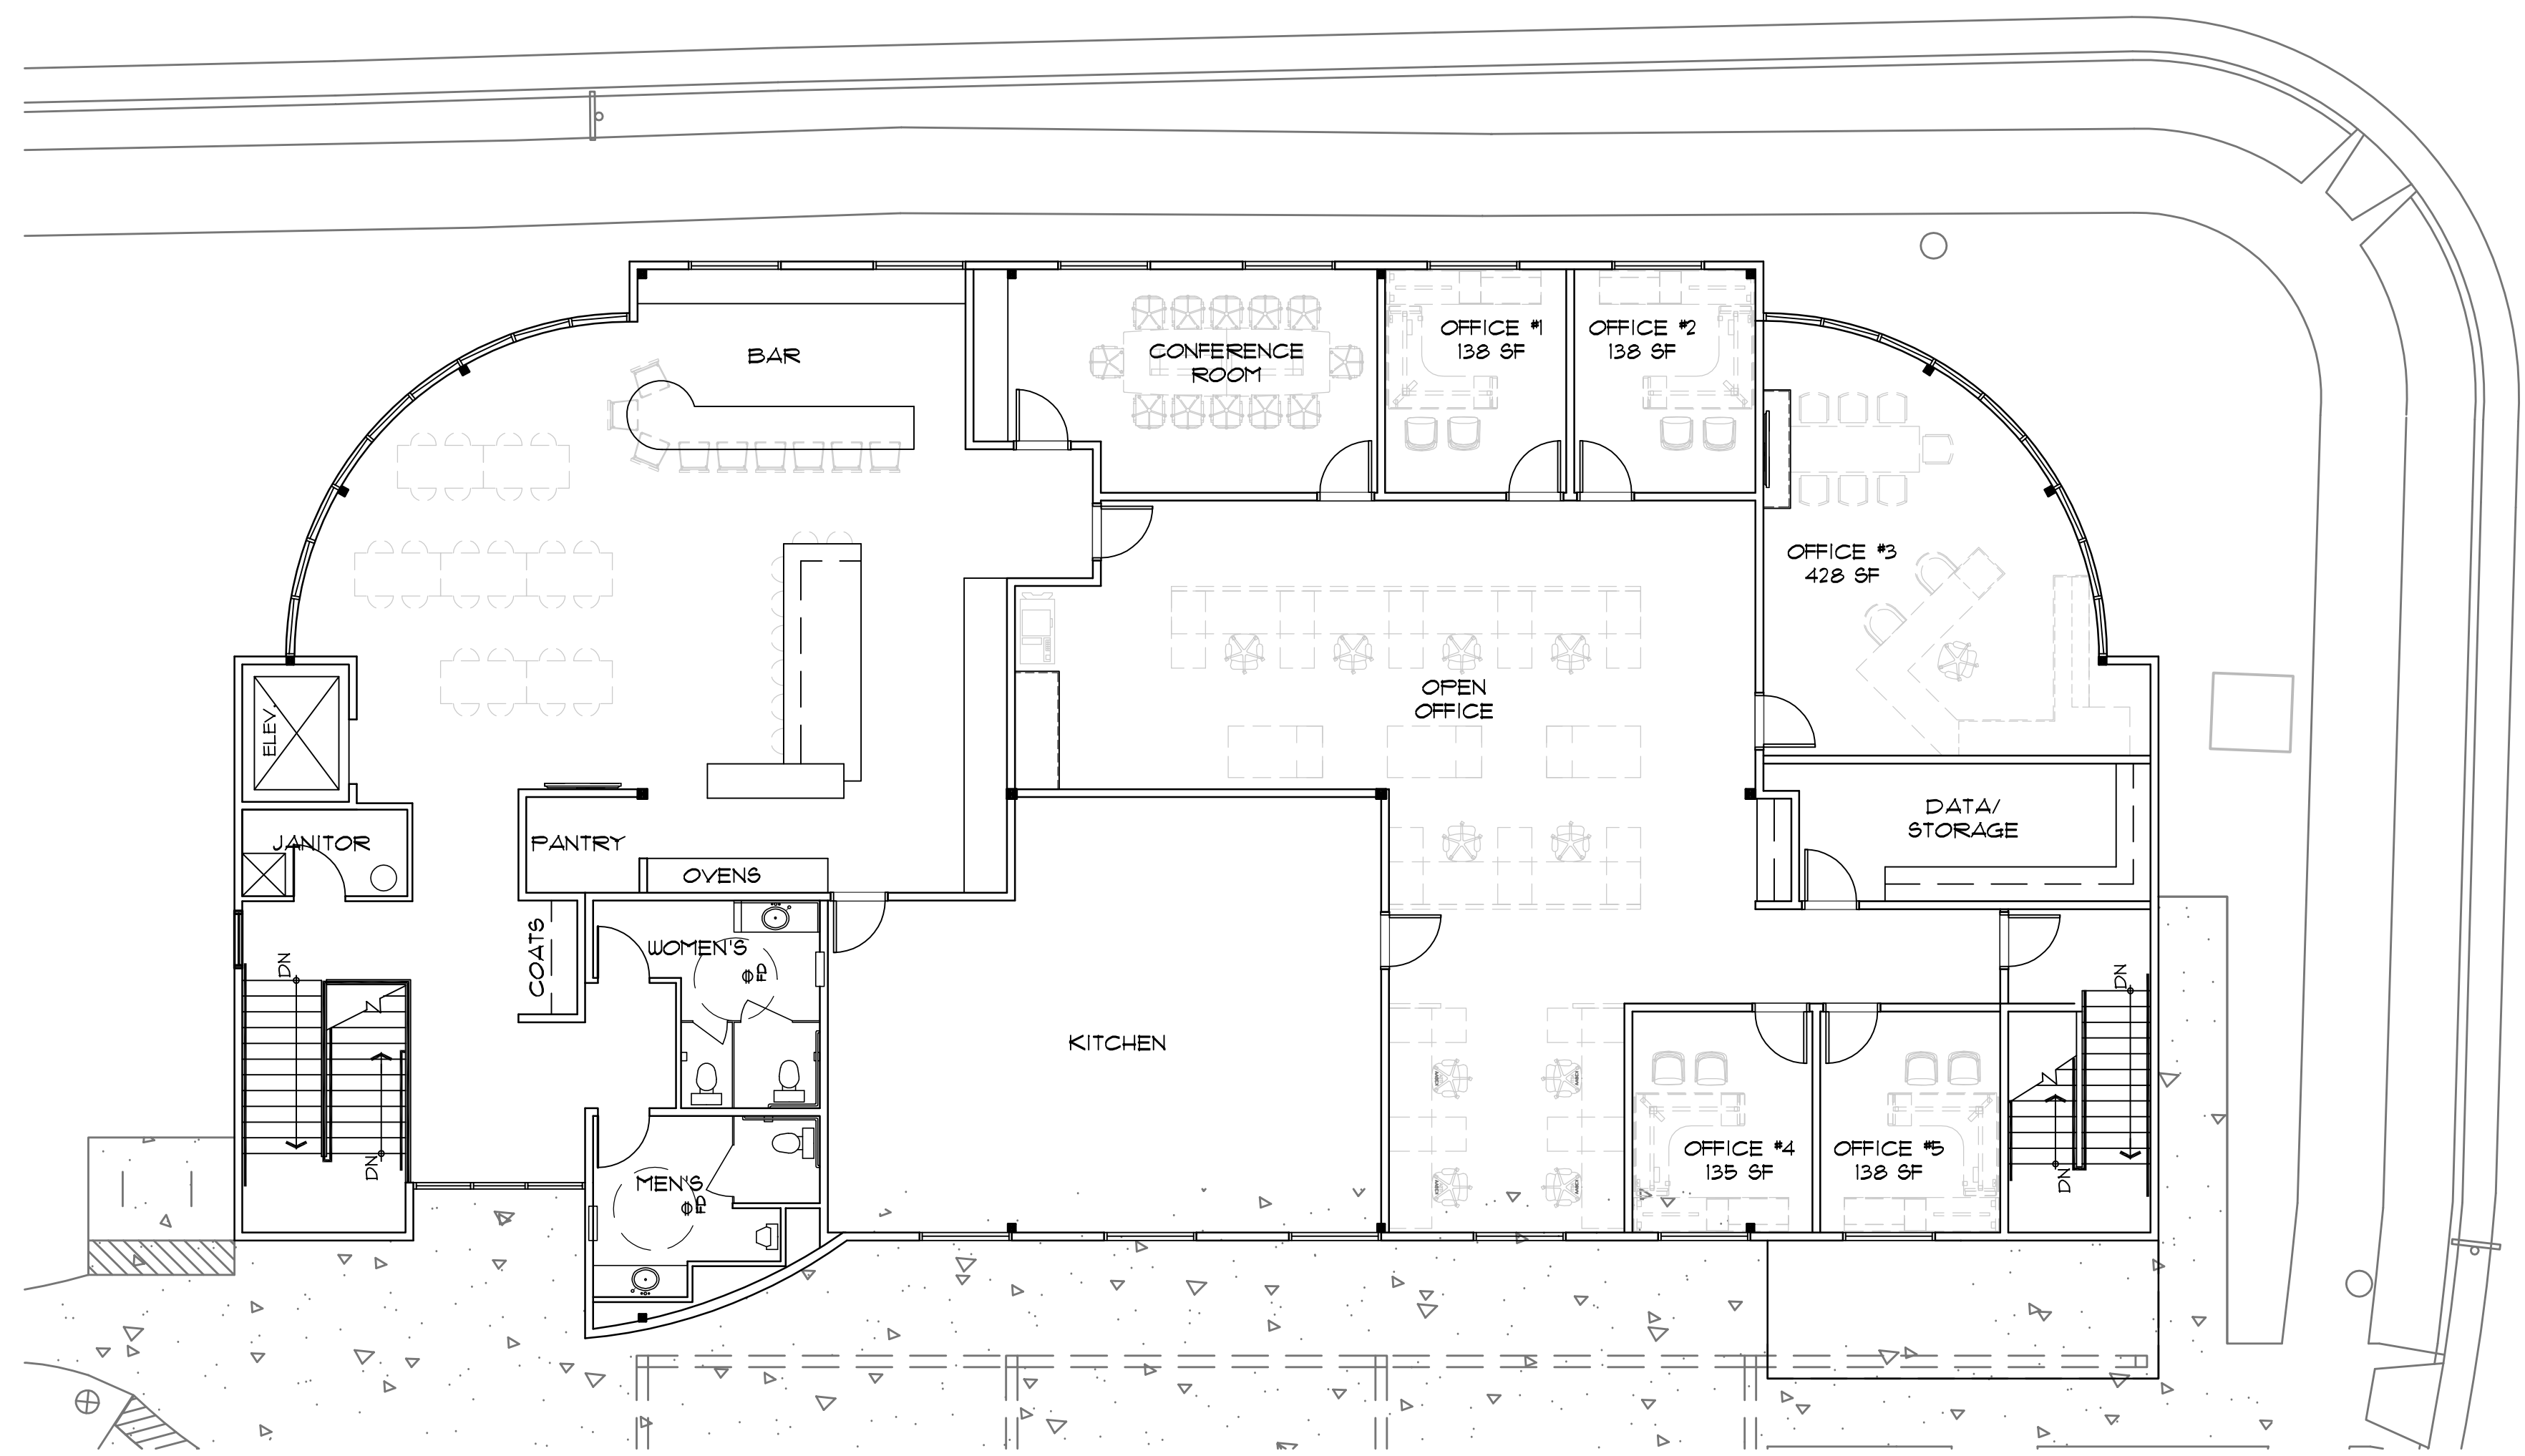 BAR
CONFERENCE
ROOM
OFFICE #1
138 SF
OFFICE #2
138 SF
OFFICE #3
428 SF
ELEV.
OPEN
OFFICE
JANITOR
PANTRY
OVENS
DATA/
STORAGE
COATS
WOMEN'S
FD
DN
DN
KITCHEN
DN
DN
MEN'S
FD
OFFICE #4
135 SF
OFFICE #5
138 SF